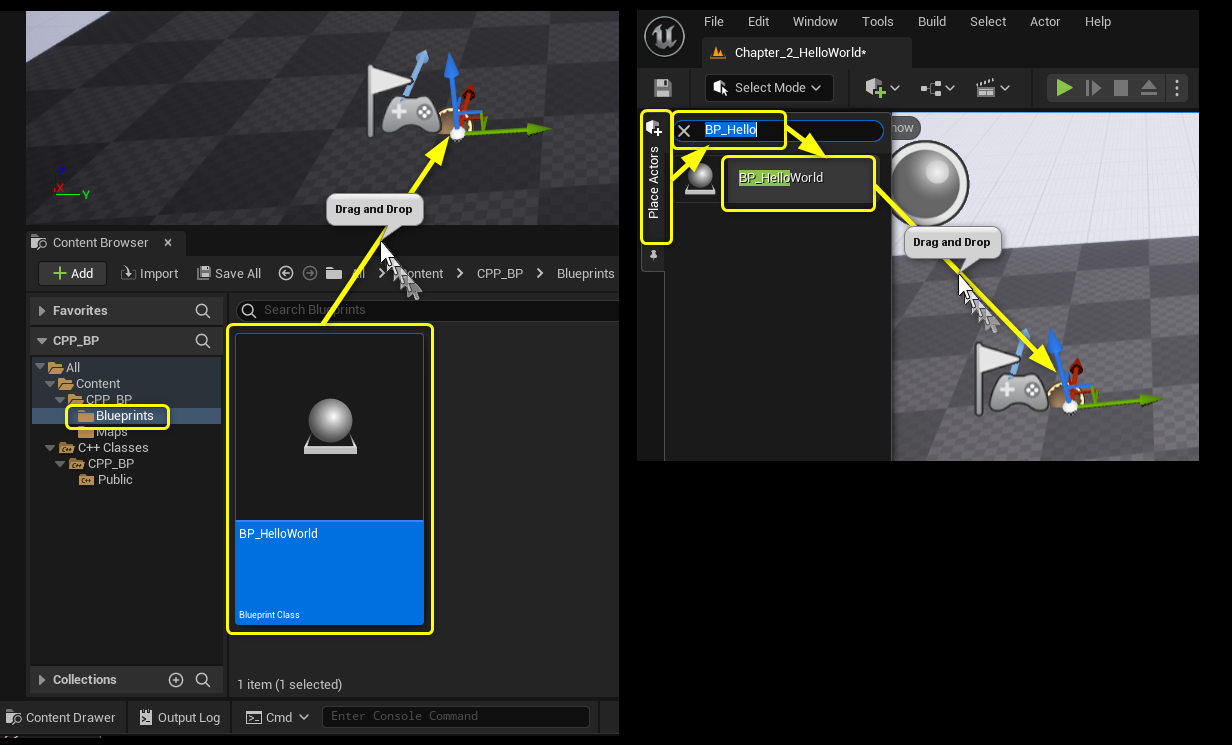 File Edit Window Tools Build Select Actor Help
Chapter_2_HelloWorld*
Select Mode
Place Actors
BP_Hello
BP_HelloWorld
Drag and Drop
X
Y
Drag and Drop
Content Browser
Add Import Save All All Content CPP_BP Blueprints
Favorites
Search Blueprints
CPP_BP
All
Content
CPP_BP
Blueprints
Maps
C++ Classes
CPP_BP
Public
BP_HelloWorld
Blueprint Class
Collections
1 item (1 selected)
Content Drawer Output Log Cmd Enter Console Command